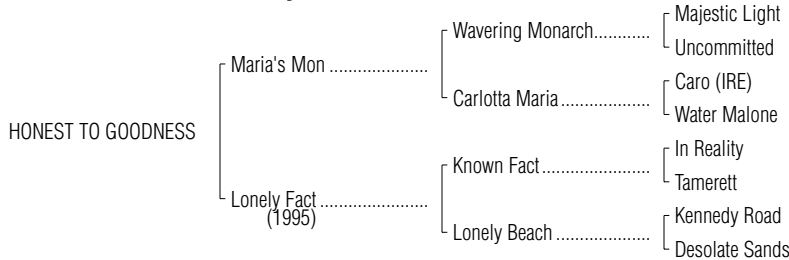 Majestic Light
Wavering Monarch............
Uncommitted
Maria's Mon .....................
Caro (IRE)
Carlotta Maria...................
Water Malone
HONEST TO GOODNESS
In Reality
Known Fact.......................
Tamerett
Lonely Fact......................
(1995)
Kennedy Road
Lonely Beach ....................
Desolate Sands